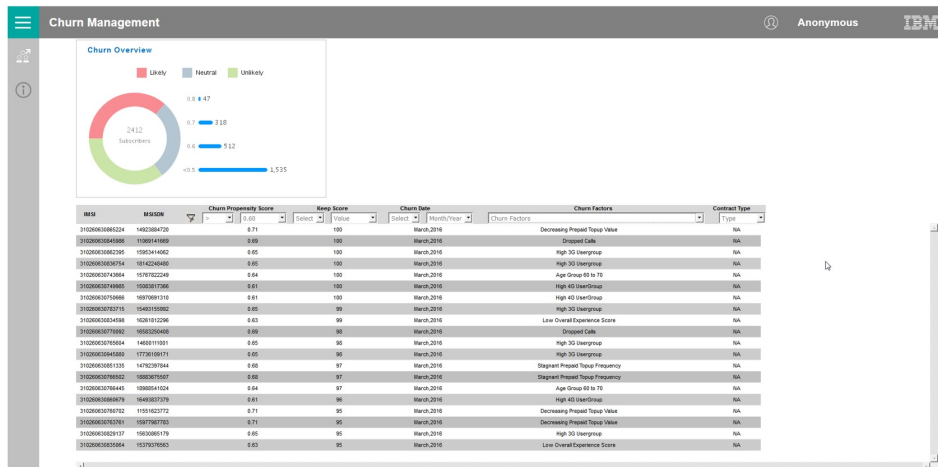 Churn Management
Anonymous
IBM
Churn Overview
Likely Neutral Unlikely
0.8 47
0.7 318
2412
Subscribers
0.6 512
<0.5 1,535
IMSI MSISDN Churn Propensity Score Keep Score Churn Date Churn Factors Contract Type
> 0.60 Select Value Select Month/Year Churn Factors Type
310260630865224 14923884720 0.71 100 March,2016 Decreasing Prepaid Topup Value NA
310260630845986 11069141669 0.69 100 March,2016 Dropped Calls NA
310260630862395 15953414062 0.65 100 March,2016 High 3G Usergroup NA
310260630836754 18142248480 0.65 100 March,2016 High 3G Usergroup NA
310260630743664 15767822249 0.64 100 March,2016 Age Group 60 to 70 NA
310260630749985 15083817366 0.61 100 March,2016 High 4G UserGroup NA
310260630750666 16970691310 0.61 100 March,2016 High 4G UserGroup NA
310260630783715 15493155992 0.65 99 March,2016 High 3G Usergroup NA
310260630834598 16261812296 0.63 99 March,2016 Low Overall Experience Score NA
310260630770092 16583250408 0.69 98 March,2016 Dropped Calls NA
310260630765604 14680111001 0.65 98 March,2016 High 3G Usergroup NA
310260630945880 17736109171 0.65 98 March,2016 High 3G Usergroup NA
310260630851335 14792397844 0.68 97 March,2016 Stagnant Prepaid Topup Frequency NA
310260630766502 18883675507 0.68 97 March,2016 Stagnant Prepaid Topup Frequency NA
310260630766445 18988541024 0.64 97 March,2016 Age Group 60 to 70 NA
310260630860679 16493837379 0.61 96 March,2016 High 4G UserGroup NA
310260630760702 11551623772 0.71 95 March,2016 Decreasing Prepaid Topup Value NA
310260630763761 15977987783 0.71 95 March,2016 Decreasing Prepaid Topup Value NA
310260630829137 15630865179 0.65 95 March,2016 High 3G Usergroup NA
310260630835064 15379376563 0.63 95 March,2016 Low Overall Experience Score NA